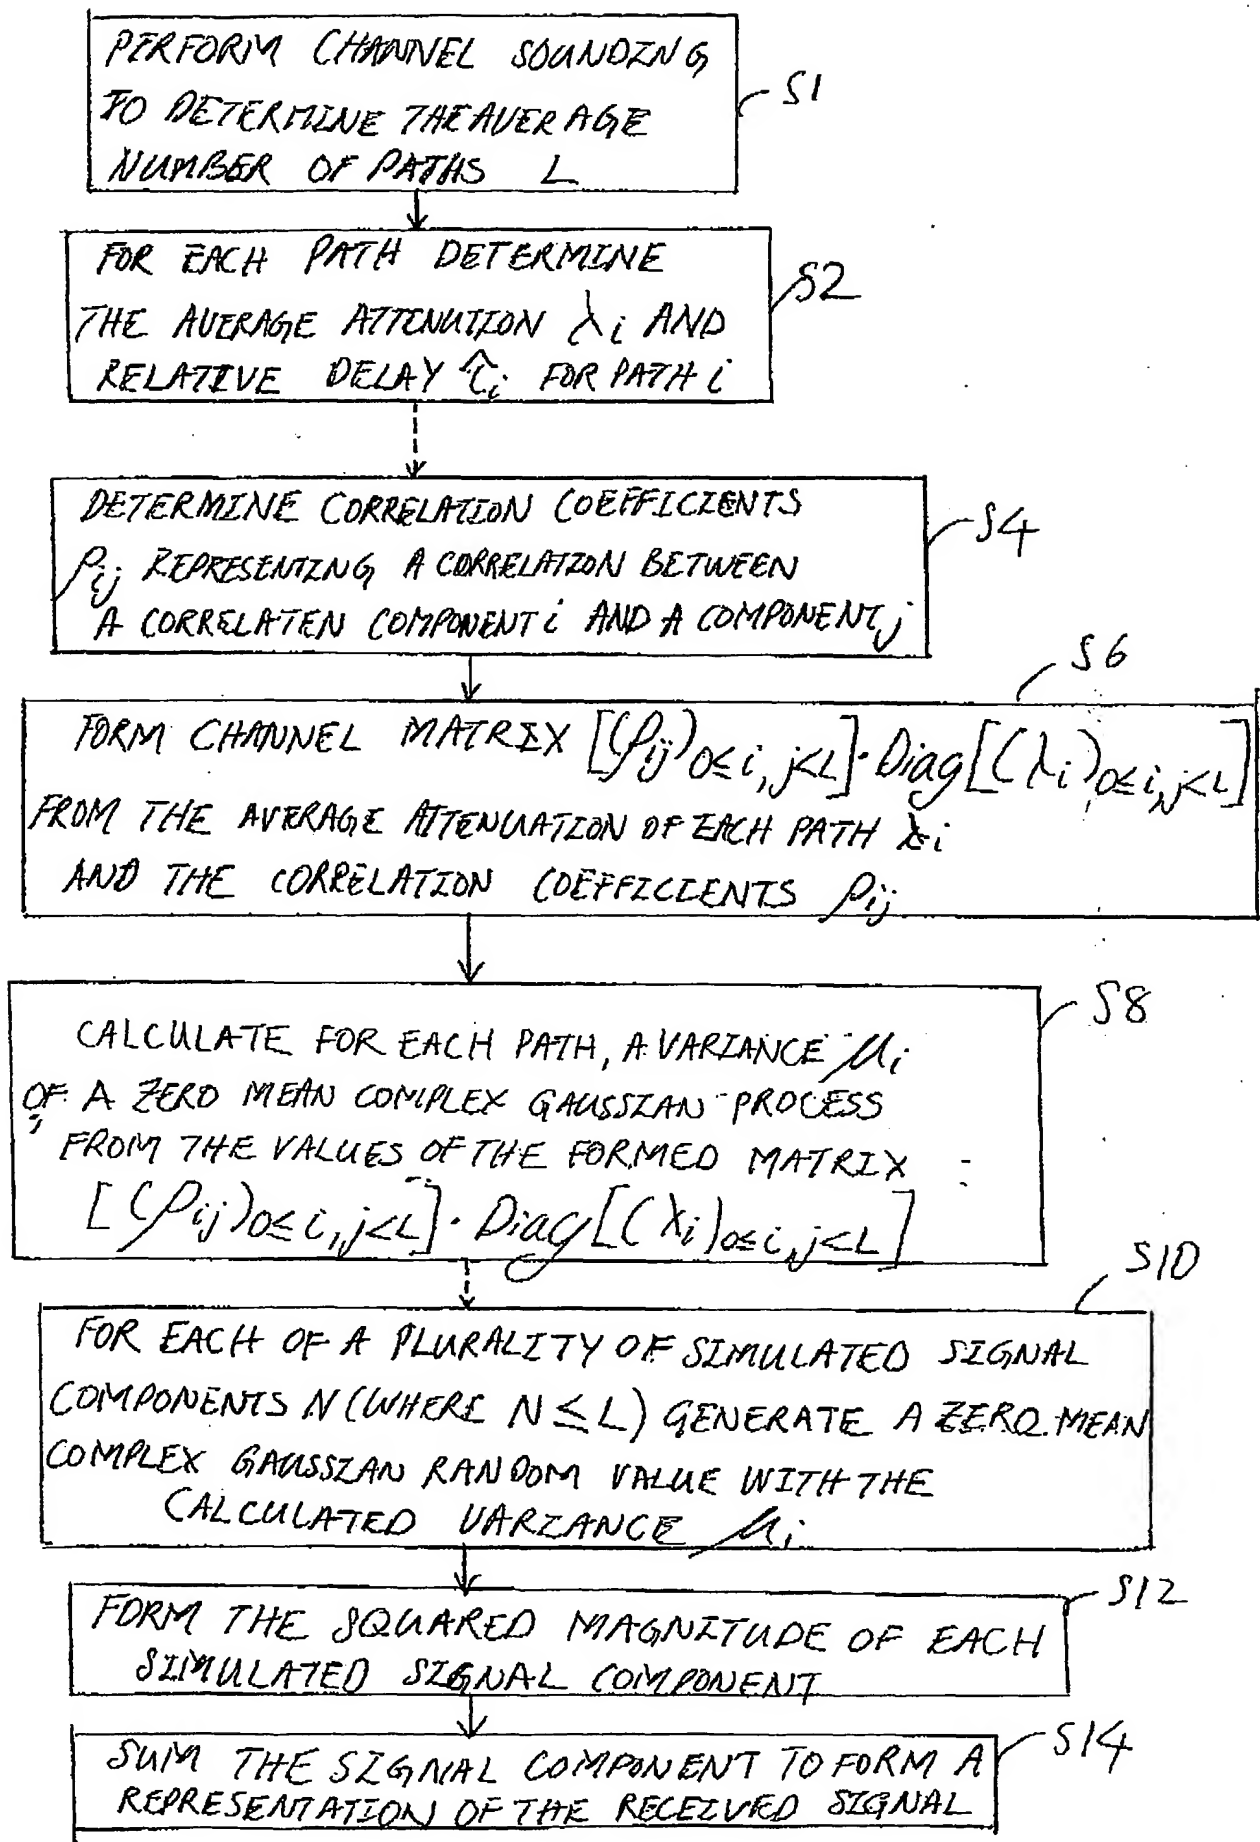 PERFORM CHANNEL SOUNDING
TO DETERMINE THE AVERAGE
NUMBER OF PATHS L
S1
FOR EACH PATH DETERMINE
THE AVERAGE ATTENUTION λi AND
RELATIVE DELAY τ̂i FOR PATH i
S2
DETERMINE CORRELATION COEFFICIENTS
ρij REPRESENTING A CORRELATION BETWEEN
A CORRELATEN COMPONENT i AND A COMPONENT j
S4
S6
FORM CHANNEL MATRIX [(ρij)0≤i,j<L]·Diag[(λi)0≤i,j<L]
FROM THE AVERAGE ATTENUATION OF EACH PATH λi
AND THE CORRELATION COEFFICIENTS ρij
S8
CALCULATE FOR EACH PATH, A VARIANCE μi
OF A ZERO MEAN COMPLEX GAUSSIAN PROCESS
FROM THE VALUES OF THE FORMED MATRIX
[(ρij)0≤i,j<L]·Diag[(λi)0≤i,j<L]
S10
FOR EACH OF A PLURALITY OF SIMULATED SIGNAL
COMPONENTS N (WHERE N ≤ L) GENERATE A ZERO MEAN
COMPLEX GAUSSIAN RANDOM VALUE WITH THE
CALCULATED VARIANCE μi
S12
FORM THE SQUARED MAGNITUDE OF EACH
SIMULATED SIGNAL COMPONENT
S14
SUM THE SIGNAL COMPONENT TO FORM A
REPRESENTATION OF THE RECEIVED SIGNAL